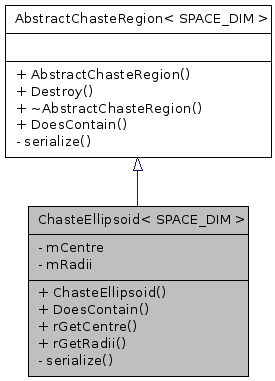 AbstractChasteRegion< SPACE_DIM >
+ AbstractChasteRegion()
+ Destroy()
+ ~AbstractChasteRegion()
+ DoesContain()
- serialize()
ChasteEllipsoid< SPACE_DIM >
- mCentre
- mRadii
+ ChasteEllipsoid()
+ DoesContain()
+ rGetCentre()
+ rGetRadii()
- serialize()